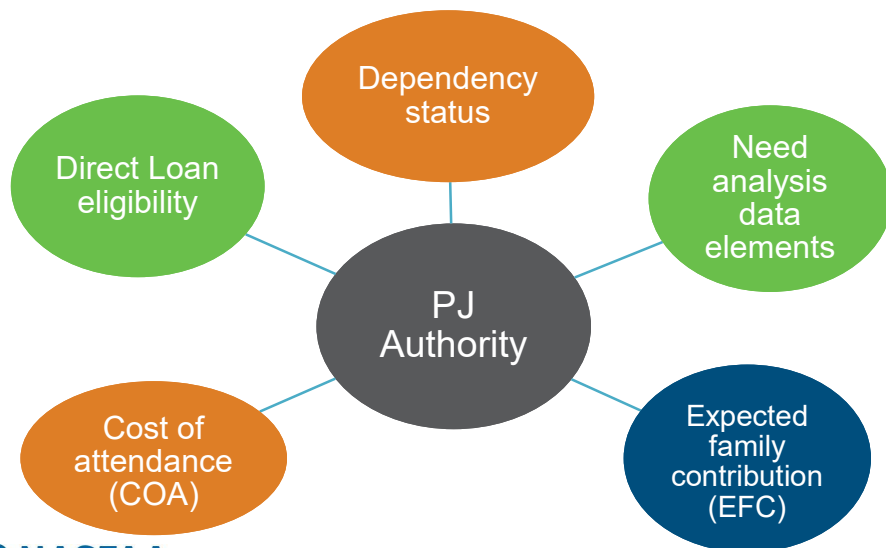 Dependency
status
Direct Loan
eligibility
Need
analysis
data
elements
PJ
Authority
Cost of
attendance
(COA)
Expected
family
contribution
(EFC)